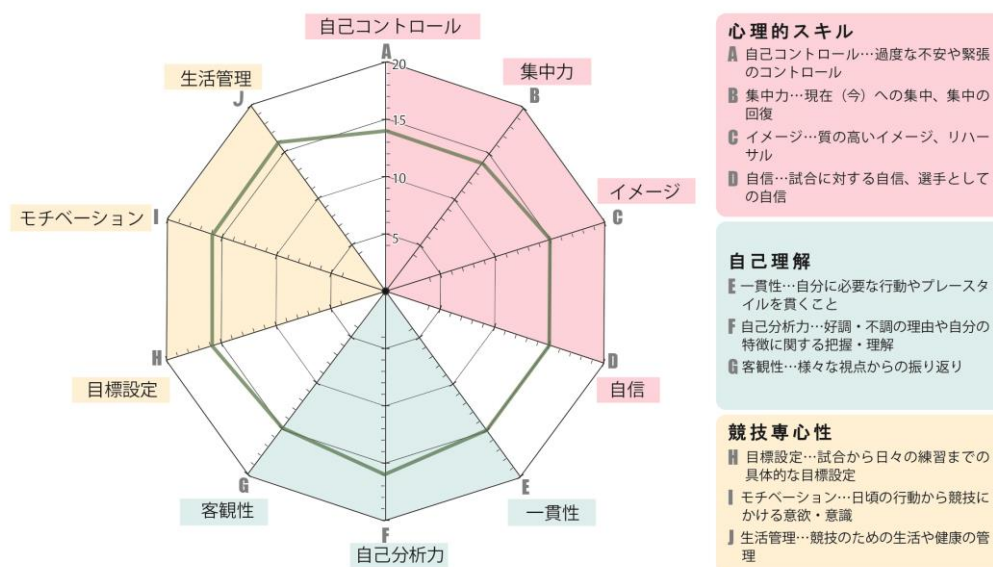 自己コントロール
A
20
集中力
B
生活管理
J
15
10
イメージ
C
モチベーション
I
5
H
目標設定
D
自信
G
客観性
E
一貫性
F
自己分析力
心理的スキル
A 自己コントロール…過度な不安や緊張
のコントロール
B 集中力…現在（今）への集中、集中の
回復
C イメージ…質の高いイメージ、リハー
サル
D 自信…試合に対する自信、選手として
の自信
自己理解
E 一貫性…自分に必要な行動やプレースタ
イルを貫くこと
F 自己分析力…好調・不調の理由や自分の
特徴に関する把握・理解
G 客観性…様々な視点からの振り返り
競技専心性
H 目標設定…試合から日々の練習までの
具体的な目標設定
I モチベーション…日頃の行動から競技に
かける意欲・意識
J 生活管理…競技のための生活や健康の管
理